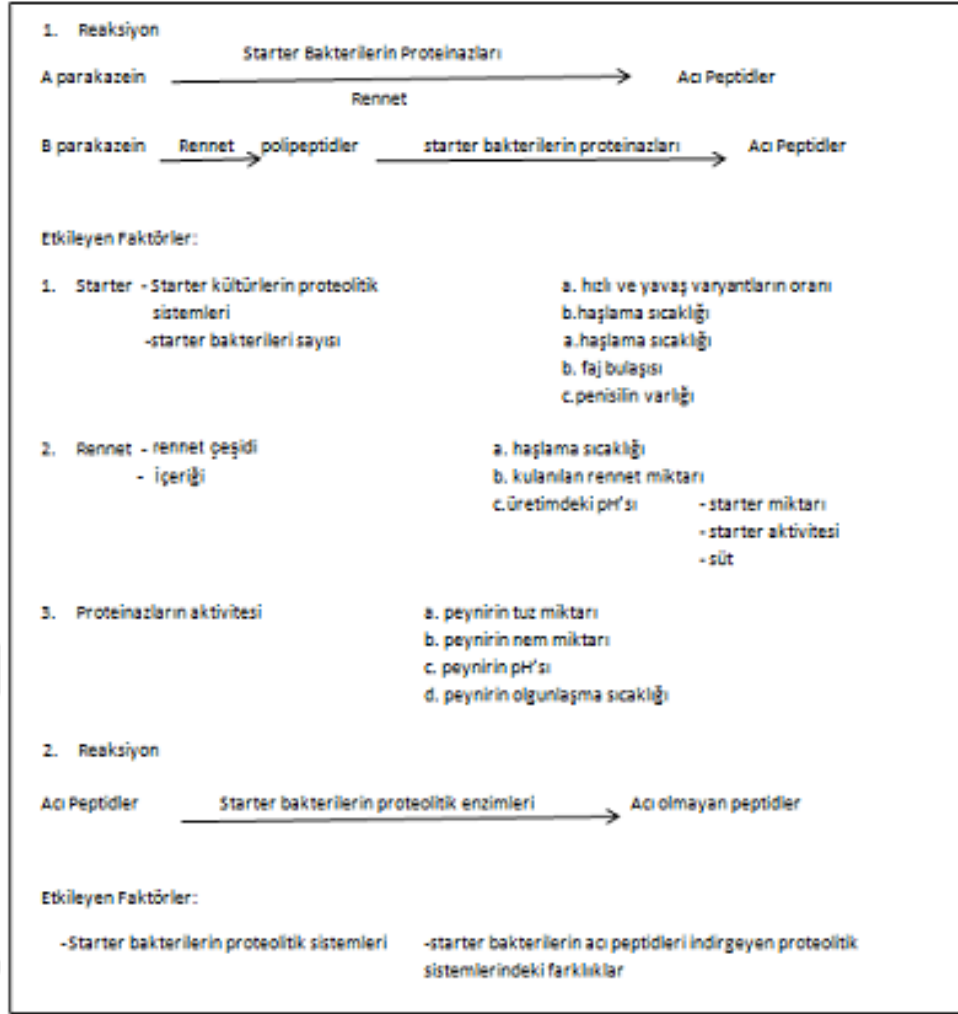 1. Reaksiyon
Starter Bakterilerin Proteinazları
A parakazein Acı Peptidler
Rennet
B parakazein Rennet polipeptidler starter bakterilerin proteinazları Acı Peptidler
Etkileyen Faktörler:
1. Starter - Starter kültürlerin proteolitik a. hızlı ve yavaş varyantların oranı
sistemleri b.haşlama sıcaklığı
-starter bakterileri sayısı a.haşlama sıcaklığı
b. faj bulaşısı
c.penisilin varlığı
2. Rennet - rennet çeşidi a. haşlama sıcaklığı
- içeriği b. kulanılan rennet miktarı
c.üretimdeki pH'sı - starter miktarı
- starter aktivitesi
- süt
3. Proteinazların aktivitesi a. peynirin tuz miktarı
b. peynirin nem miktarı
c. peynirin pH'sı
d. peynirin olgunlaşma sıcaklığı
2. Reaksiyon
Acı Peptidler Starter bakterilerin proteolitik enzimleri Acı olmayan peptidler
Etkileyen Faktörler:
-Starter bakterilerin proteolitik sistemleri -starter bakterilerin acı peptidleri indirgeyen proteolitik
sistemlerindeki farklılıklar